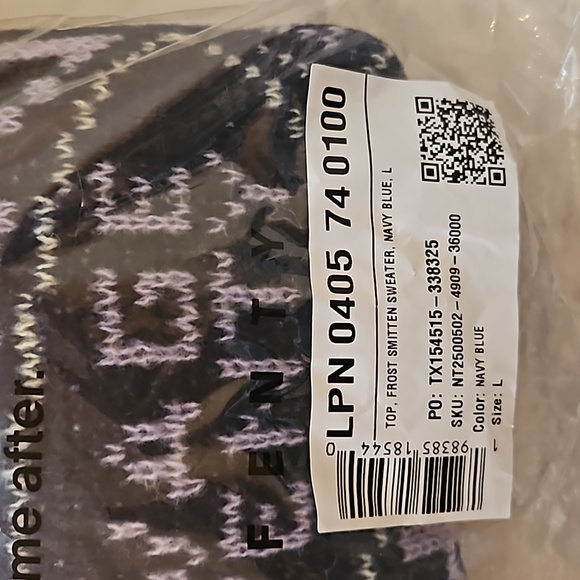 LPN 0405 74 0100
TOP, FROST SMITTEN SWEATER, NAVY BLUE, L
PO: TX154515-338325
SKU: NT2500502-4909-36000
Color: NAVY BLUE
Size: L
1 98385 18544 0
FENTY
me after.